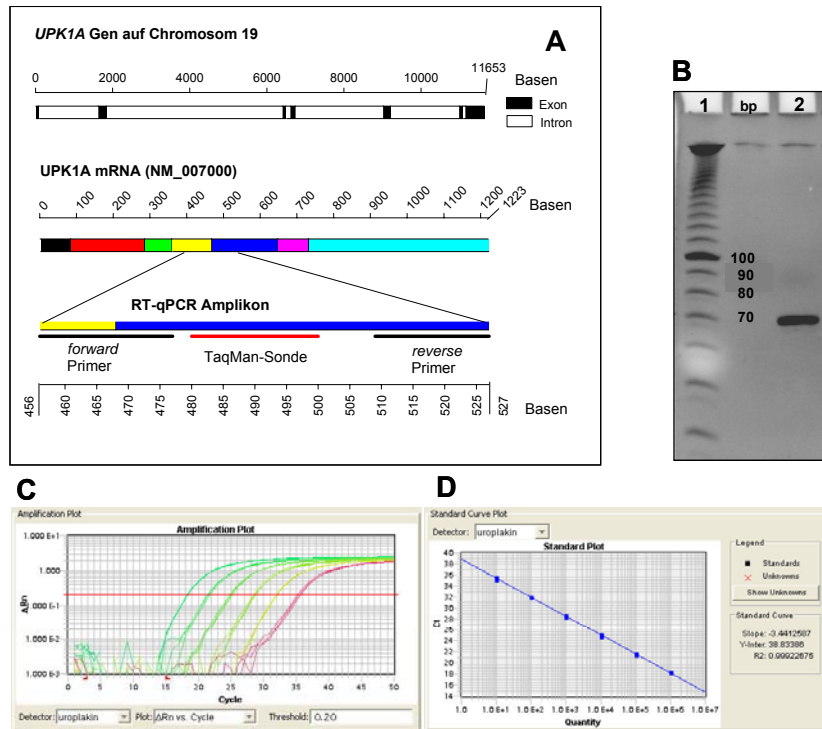 UPK1A Gen auf Chromosom 19
A
0 2000 4000 6000 8000 10000 11653 Basen
Exon
Intron
UPK1A mRNA (NM_007000)
0 100 200 300 400 500 600 700 800 900 1000 1100 1200 1223 Basen
RT-qPCR Amplikon
forward Primer
TaqMan-Sonde
reverse Primer
456 460 465 470 475 480 485 490 495 500 505 510 515 520 525 527 Basen
B
1 bp 2
100
90
80
70
C
Amplification Plot
Amplification Plot
1.000 E+1
1.000
1.000 E-1
1.000 E-2
1.000 E-3
ΔRn
0 5 10 15 20 25 30 35 40 45 50
Cycle
Detector: uroplakin Plot: ΔRn vs. Cycle Threshold: 0.20
D
Standard Curve Plot
Detector: uroplakin
Standard Plot
40
38
36
34
32
30
28
26
24
22
20
18
16
14
Ct
1.0 1.0E+1 1.0E+2 1.0E+3 1.0E+4 1.0E+5 1.0E+6 1.0E+7
Quantity
Legend
Standards
Unknowns
Show Unknowns
Standard Curve
Slope: -3.4412587
Y-Inter: 38.83386
R2: 0.99922675